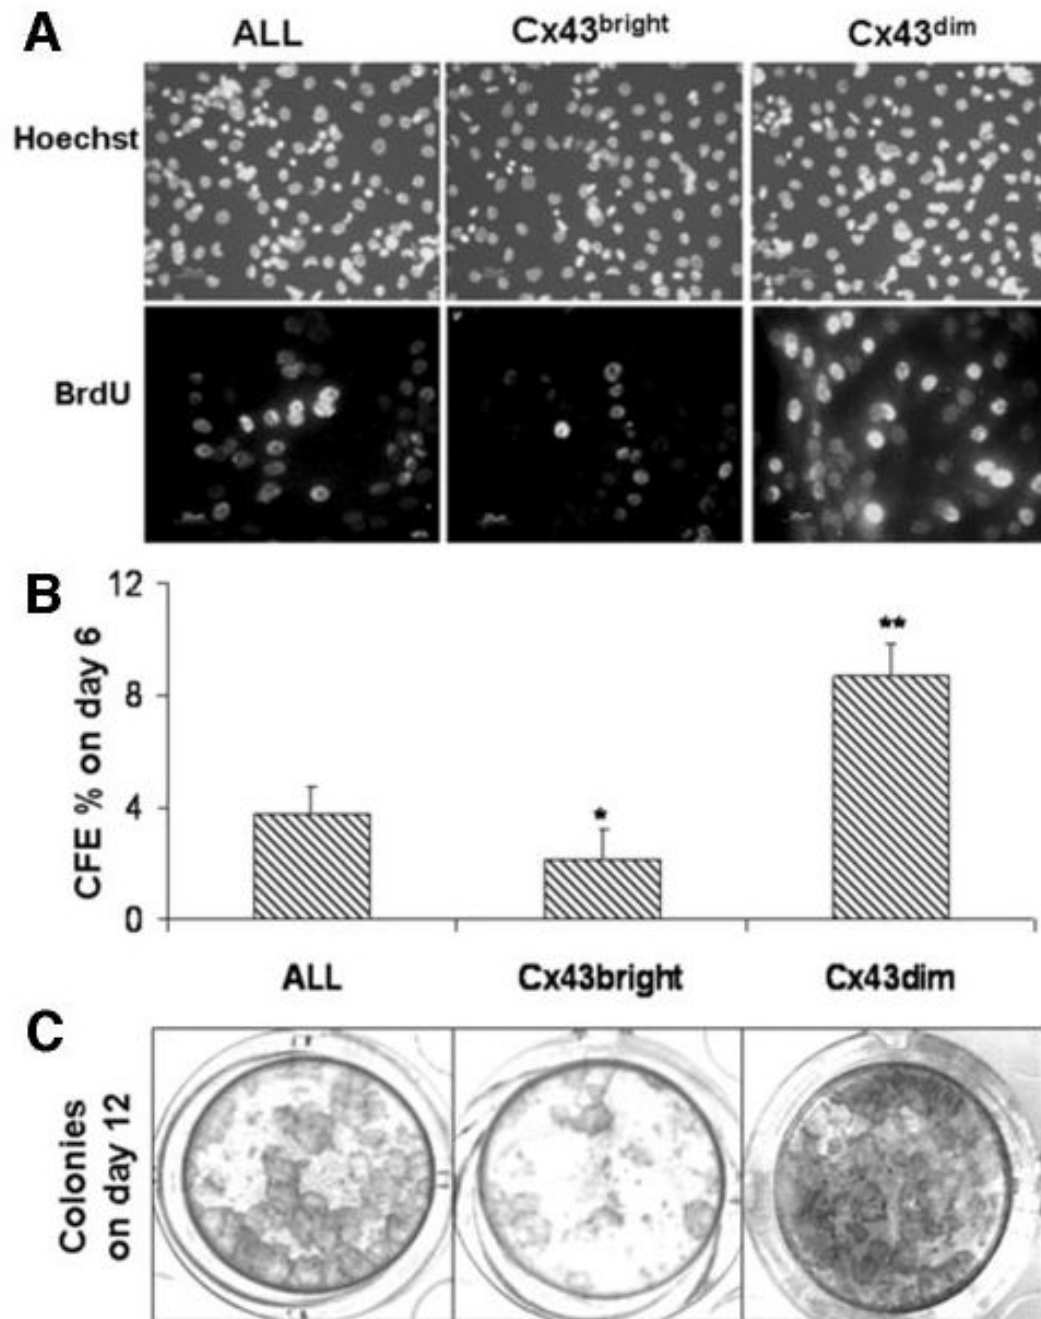 A
ALL Cx43bright Cx43dim
Hoechst
BrdU
B
CFE % on day 6
12
8
4
0
*
**
ALL Cx43bright Cx43dim
C
Colonies
on day 12